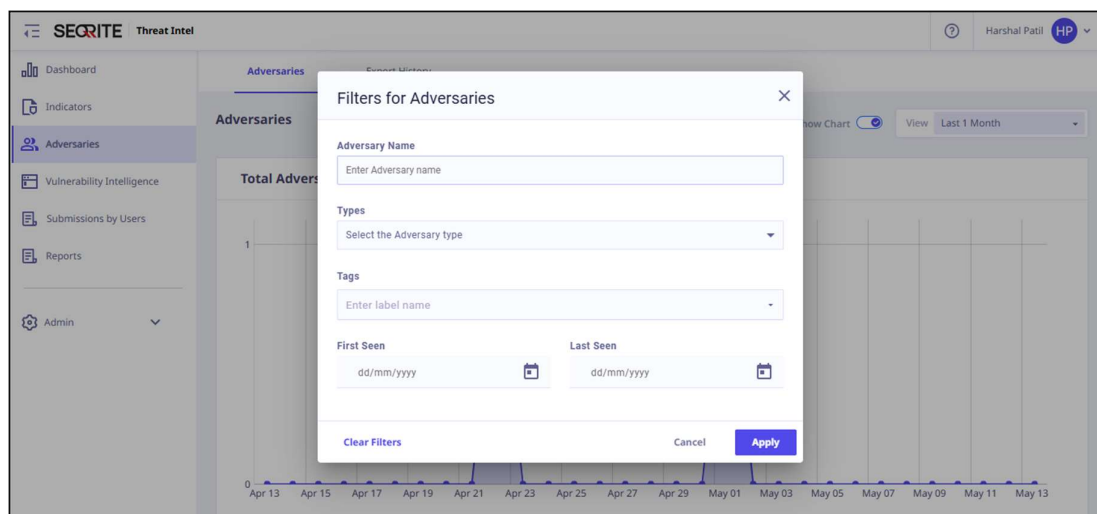 SEQRITE Threat Intel
Harshal Patil HP
Dashboard
Indicators
Adversaries
Vulnerability Intelligence
Submissions by Users
Reports
Admin
Adversaries Export History
Adversaries
how Chart View Last 1 Month
Total Advers
Filters for Adversaries
Adversary Name
Enter Adversary name
Types
Select the Adversary type
Tags
Enter label name
First Seen Last Seen
dd/mm/yyyy dd/mm/yyyy
Clear Filters Cancel Apply
1
0
Apr 13 Apr 15 Apr 17 Apr 19 Apr 21 Apr 23 Apr 25 Apr 27 Apr 29 May 01 May 03 May 05 May 07 May 09 May 11 May 13